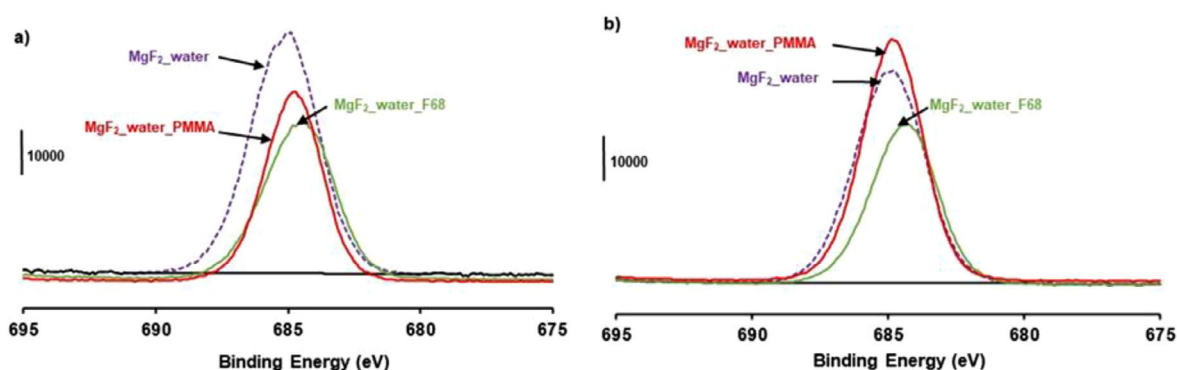 a)
MgF₂_water
MgF₂_water_F68
MgF₂_water_PMMA
10000
695 690 685 680 675
Binding Energy (eV)
b)
MgF₂_water_PMMA
MgF₂_water
MgF₂_water_F68
10000
695 690 685 680 675
Binding Energy (eV)